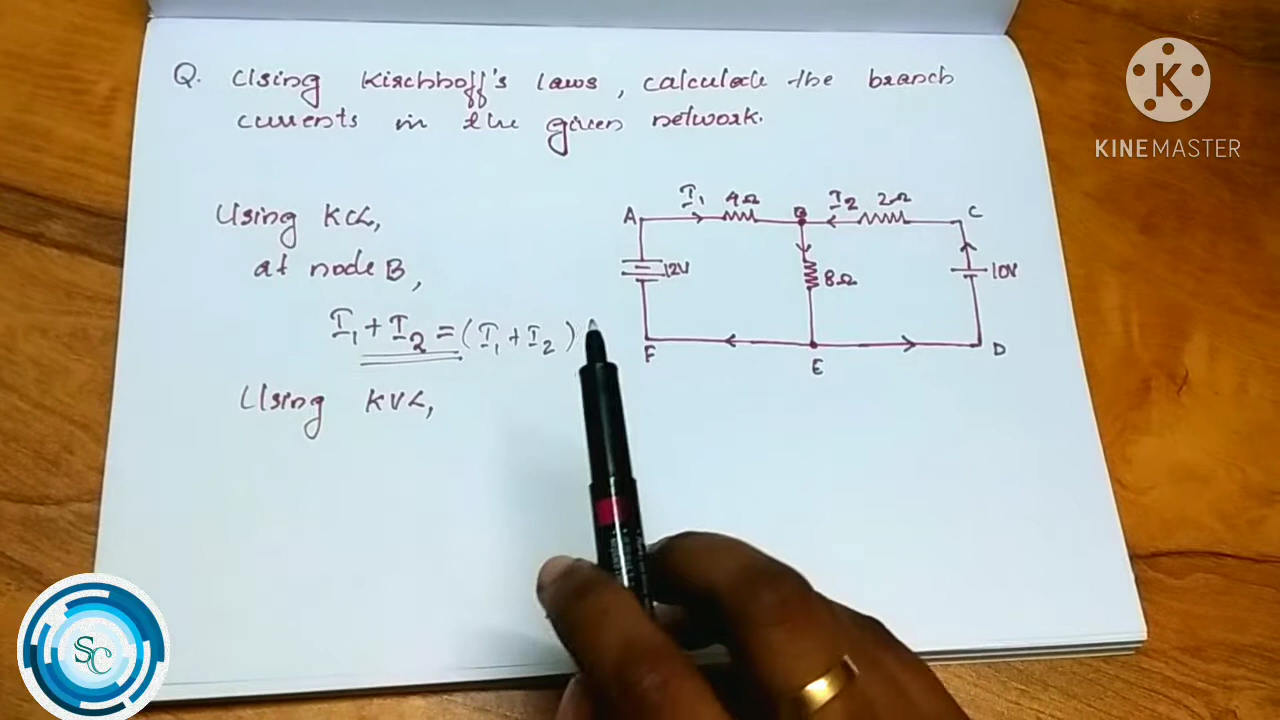 Q. Using Kirchhoff's laws, calculate the branch
currents in the given network.
KINEMASTER
Using KCL,
at node B,
I₁ + I₂ = (I₁ + I₂)
Using KVL,
A I₁ 4Ω B I₂ 2Ω C
12V 8Ω 10V
F E D
SC